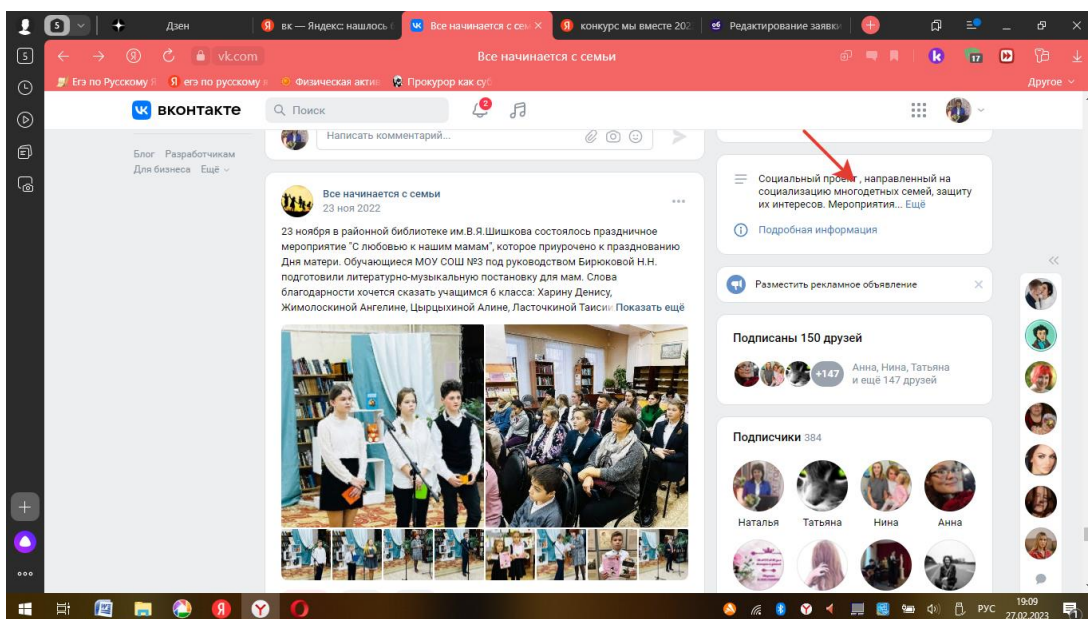 5
Дзен
вк — Яндекс: нашлось
Все начинается с сем
конкурс мы вместе 202
Редактирование заявки
5
vk.com
Все начинается с семьи
17
Егэ по Русскому Я
егэ по русскому я
Физическая актив
Прокурор как суб
Другое
вконтакте
Поиск
2
Написать комментарий...
Блог Разработчикам
Для бизнеса Ещё
Все начинается с семьи
23 ноя 2022
23 ноября в районной библиотеке им.В.Я.Шишкова состоялось праздничное
мероприятие "С любовью к нашим мамам", которое приурочено к празднованию
Дня матери. Обучающиеся МОУ СОШ №3 под руководством Бирюковой Н.Н.
подготовили литературно-музыкальную постановку для мам. Слова
благодарности хочется сказать учащимся 6 класса: Харину Денису,
Жимолоскиной Ангелине, Цырцыхиной Алине, Ласточкиной Таисии Показать ещё
Социальный проект , направленный на
социализацию многодетных семей, защиту
их интересов. Мероприятия... Ещё
Подробная информация
Разместить рекламное объявление
Подписаны 150 друзей
+147
Анна, Нина, Татьяна
и ещё 147 друзей
Подписчики 384
Наталья Татьяна Нина Анна
РУС
19:09
27.02.2023